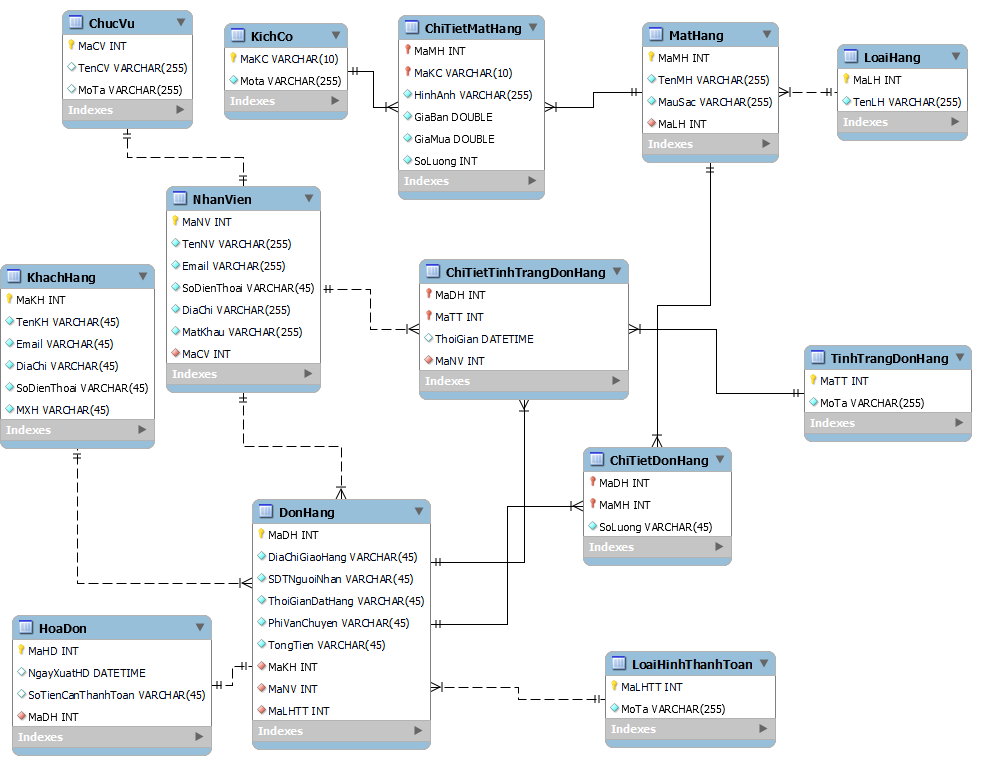 ChucVu
MaCV INT
TenCV VARCHAR(255)
MoTa VARCHAR(255)
Indexes
KichCo
MaKC VARCHAR(10)
Mota VARCHAR(255)
Indexes
ChiTietMatHang
MaMH INT
MaKC VARCHAR(10)
HinhAnh VARCHAR(255)
GiaBan DOUBLE
GiaMua DOUBLE
SoLuong INT
Indexes
MatHang
MaMH INT
TenMH VARCHAR(255)
MauSac VARCHAR(255)
MaLH INT
Indexes
LoaiHang
MaLH INT
TenLH VARCHAR(255)
Indexes
NhanVien
MaNV INT
TenNV VARCHAR(255)
Email VARCHAR(255)
SoDienThoai VARCHAR(45)
DiaChi VARCHAR(255)
MatKhau VARCHAR(255)
MaCV INT
Indexes
KhachHang
MaKH INT
TenKH VARCHAR(45)
Email VARCHAR(45)
DiaChi VARCHAR(45)
SoDienThoai VARCHAR(45)
MXH VARCHAR(45)
Indexes
ChiTietTinhTrangDonHang
MaDH INT
MaTT INT
ThoiGian DATETIME
MaNV INT
Indexes
TinhTrangDonHang
MaTT INT
MoTa VARCHAR(255)
Indexes
ChiTietDonHang
MaDH INT
MaMH INT
SoLuong VARCHAR(45)
Indexes
DonHang
MaDH INT
DiaChiGiaoHang VARCHAR(45)
SDTNguoiNhan VARCHAR(45)
ThoiGianDatHang VARCHAR(45)
PhiVanChuyen VARCHAR(45)
TongTien VARCHAR(45)
MaKH INT
MaNV INT
MaLHTT INT
Indexes
HoaDon
MaHD INT
NgayXuatHD DATETIME
SoTienCanThanhToan VARCHAR(45)
MaDH INT
Indexes
LoaiHinhThanhToan
MaLHTT INT
MoTa VARCHAR(255)
Indexes